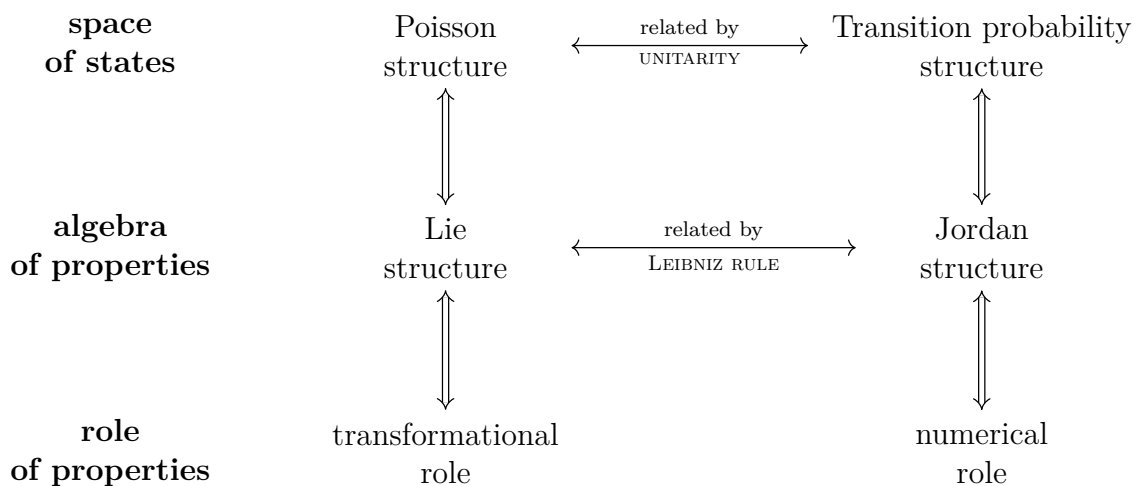 space
of states
Poisson
structure
related by
UNITARITY
Transition probability
structure
algebra
of properties
Lie
structure
related by
LEIBNIZ RULE
Jordan
structure
role
of properties
transformational
role
numerical
role